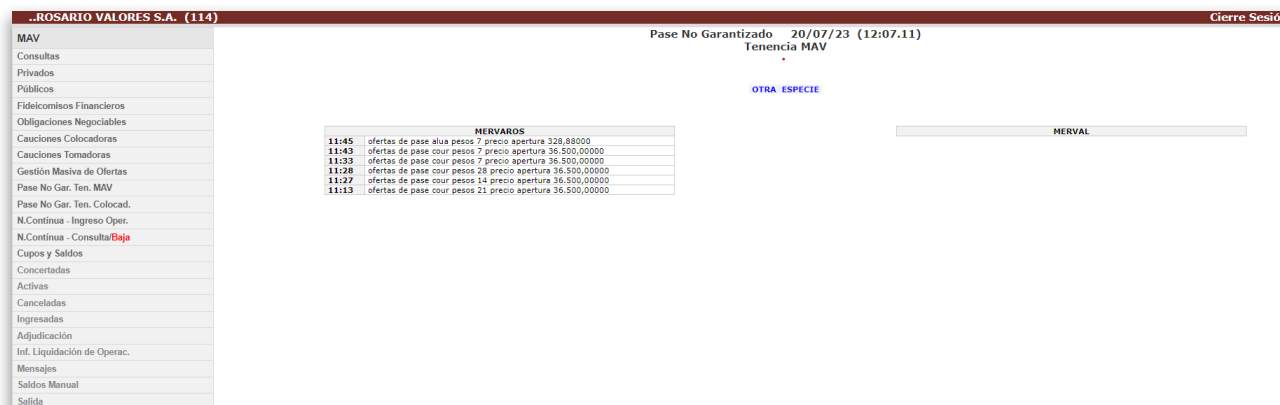 ..ROSARIO VALORES S.A. (114)
Cierre Sesió
MAV
Consultas
Privados
Públicos
Fideicomisos Financieros
Obligaciones Negociables
Cauciones Colocadoras
Cauciones Tomadoras
Gestión Masiva de Ofertas
Pase No Gar. Ten. MAV
Pase No Gar. Ten. Colocad.
N.Continua - Ingreso Oper.
N.Continua - Consulta/Baja
Cupos y Saldos
Concertadas
Activas
Canceladas
Ingresadas
Adjudicación
Inf. Liquidación de Operac.
Mensajes
Saldos Manual
Salida
Pase No Garantizado 20/07/23 (12:07.11)
Tenencia MAV
OTRA ESPECIE
MERVAROS
11:45 ofertas de pase alua pesos 7 precio apertura 328,88000
11:43 ofertas de pase cour pesos 7 precio apertura 36.500,00000
11:33 ofertas de pase cour pesos 7 precio apertura 36.500,00000
11:28 ofertas de pase cour pesos 28 precio apertura 36.500,00000
11:27 ofertas de pase cour pesos 14 precio apertura 36.500,00000
11:13 ofertas de pase cour pesos 21 precio apertura 36.500,00000
MERVAL